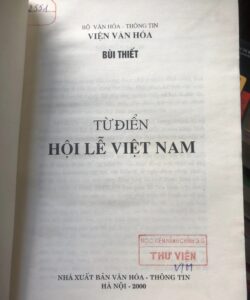 2551
BỘ VĂN HÓA - THÔNG TIN
VIỆN VĂN HÓA
BÙI THIẾT
TỪ ĐIỂN
HỘI LỄ VIỆT NAM
THƯ VIỆN
NHÀ XUẤT BẢN VĂN HÓA - THÔNG TIN
HÀ NỘI - 2000